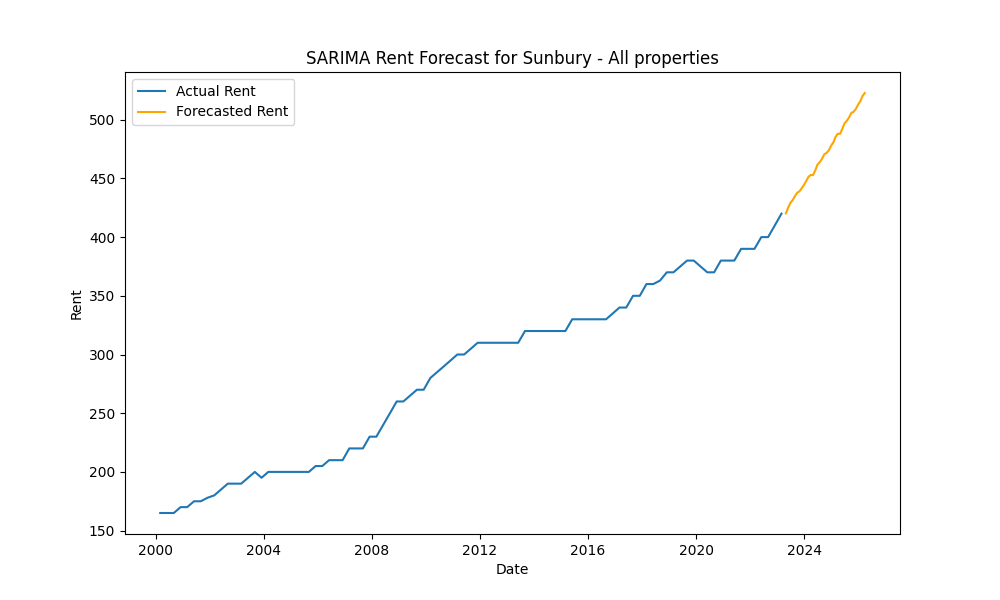 SARIMA Rent Forecast for Sunbury - All properties
Actual Rent
Forecasted Rent
500
450
400
350
300
250
200
150
Rent
2000 2004 2008 2012 2016 2020 2024
Date